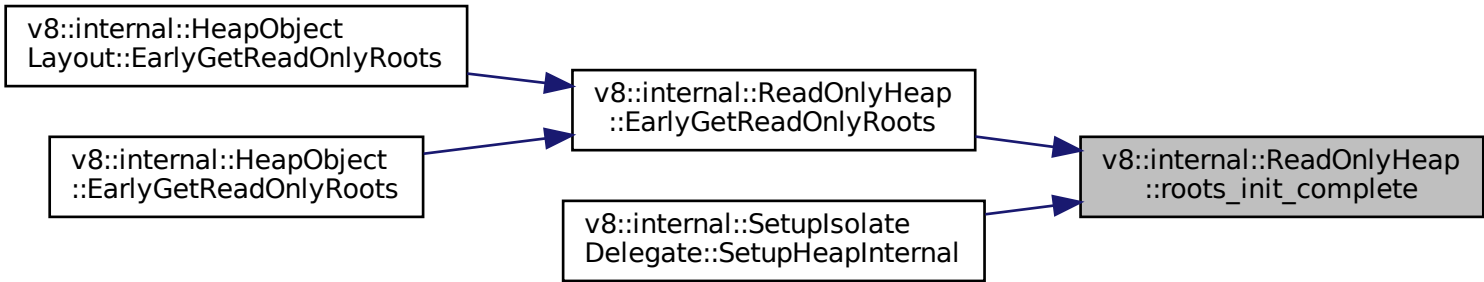 v8::internal::HeapObject
Layout::EarlyGetReadOnlyRoots
v8::internal::HeapObject
::EarlyGetReadOnlyRoots
v8::internal::ReadOnlyHeap
::EarlyGetReadOnlyRoots
v8::internal::SetupIsolate
Delegate::SetupHeapInternal
v8::internal::ReadOnlyHeap
::roots_init_complete